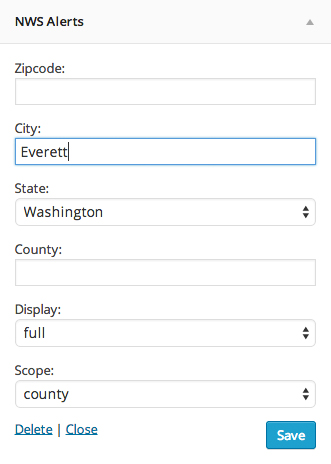 NWS Alerts
Zipcode:
City:
Everett
State:
Washington
County:
Display:
full
Scope:
county
Delete | Close
Save